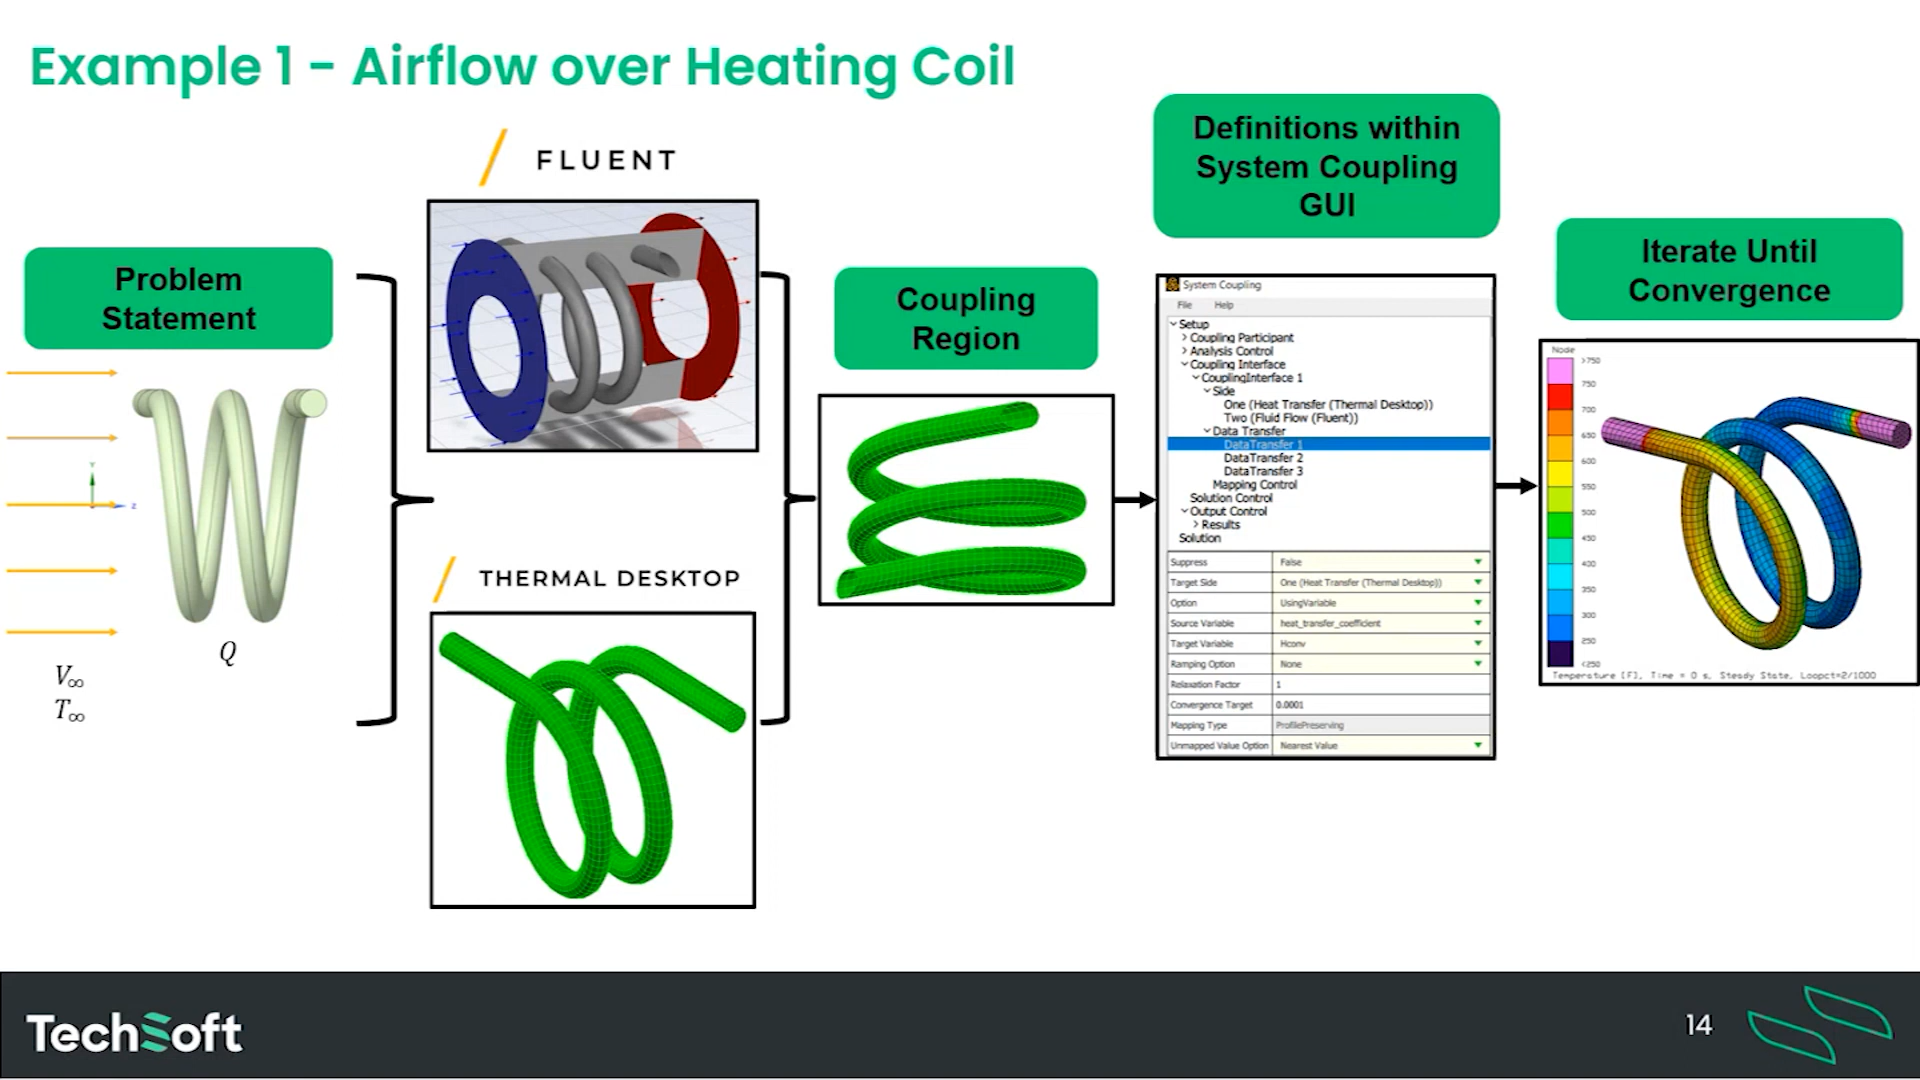 Example 1 - Airflow over Heating Coil
Problem
Statement
V∞
T∞
Q
Y
Z
FLUENT
THERMAL DESKTOP
Coupling
Region
Definitions within
System Coupling
GUI
System Coupling
File Help
Setup
Coupling Participant
Analysis Control
Coupling Interface
CouplingInterface 1
Side
One (Heat Transfer (Thermal Desktop))
Two (Fluid Flow (Fluent))
Data Transfer
DataTransfer 1
DataTransfer 2
DataTransfer 3
Mapping Control
Solution Control
Output Control
Results
Solution
Suppress False
Target Side One (Heat Transfer (Thermal Desktop))
Option UsingVariable
Source Variable heat_transfer_coefficient
Target Variable Hconv
Ramping Option None
Relaxation Factor 1
Convergence Target 0.0001
Mapping Type ProfilePreserving
Unmapped Value Option Nearest Value
Iterate Until
Convergence
Node
>750
750
700
650
600
550
500
450
400
350
300
250
<250
Temperature [F], Time = 0 s, Steady State, Loopct=2/1000
TechSoft
14